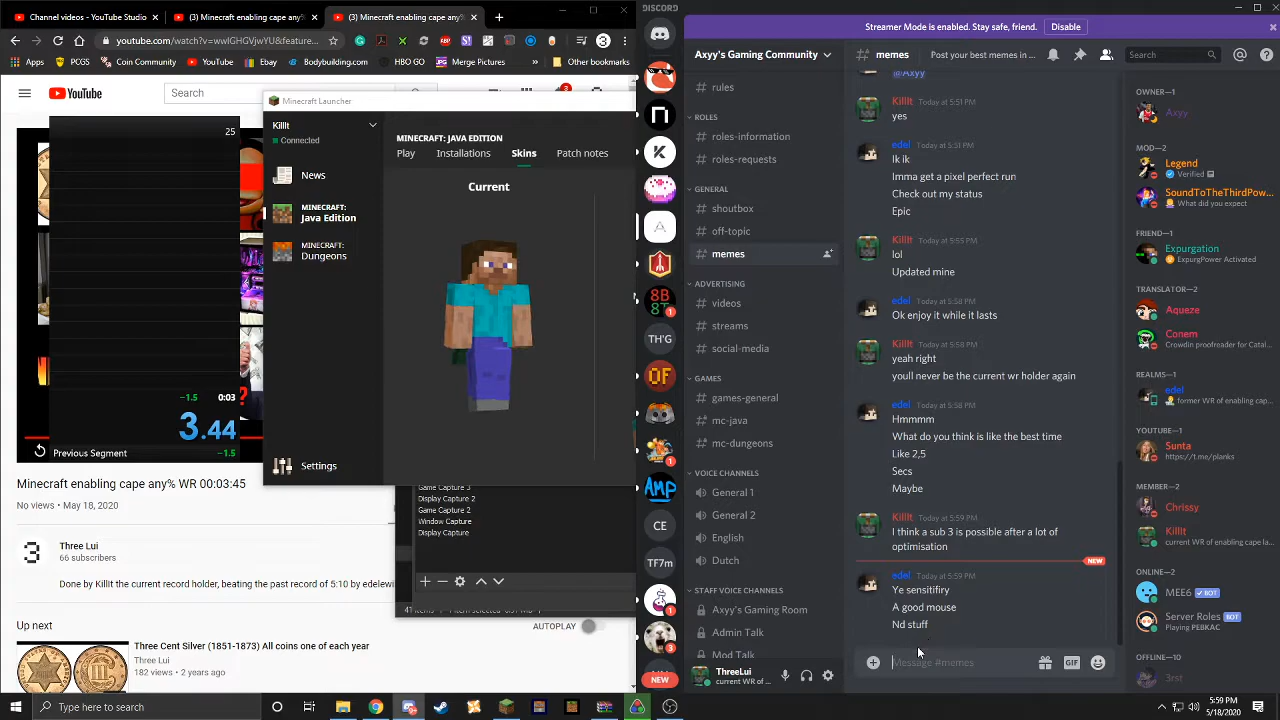 Channel videos - YouTube Studio
(3) Minecraft enabling cape any%
(3) Minecraft enabling cape any%
youtube.com/watch?v=wwIGHGVjwYU&feature=youtu...
Apps
PCGS
Coin Community
YouTube
Bodybuilding.com
HBO GO
Merge Pictures
Other bookmarks
YouTube
Search
25
−1.5 0:03
3.44
Previous Segment −1.5
Minecraft enabling cape any% WR 00:03:45
No views • May 18, 2020
Three Lui
66 subscribers
Done by Killlt the current record holder, beating the past record of 5:10 by edelewi
Up next
AUTOPLAY
Three Cent Silver (1851-1873) All coins one of each year
Three Lui
182 views • 2 years ago
Minecraft Launcher
Killlt
Connected
News
MINECRAFT:
Java Edition
MINECRAFT:
Dungeons
Settings
MINECRAFT: JAVA EDITION
Play Installations Skins Patch notes
Current
Game Capture 3
Display Capture 2
Game Capture 2
Window Capture
Display Capture
DISCORD
8B
8T
TH'G
OF
AMP
CE
TF7m
NEW
Streamer Mode is enabled. Stay safe, friend. Disable
Axyy's Gaming Community
rules
ROLES
roles-information
roles-requests
GENERAL
shoutbox
off-topic
memes
ADVERTISING
videos
streams
social-media
GAMES
games-general
mc-java
mc-dungeons
VOICE CHANNELS
General 1
General 2
English
Dutch
STAFF VOICE CHANNELS
Axyy's Gaming Room
Admin Talk
Mod Talk
ThreeLui
current WR of ...
# memes Post your best memes in ... Search
@Axyy
Killlt Today at 5:51 PM
yes
edel Today at 5:51 PM
Ik ik
Imma get a pixel perfect run
Check out my status
Epic
Killlt Today at 5:55 PM
lol
Updated mine
edel Today at 5:58 PM
Ok enjoy it while it lasts
Killlt Today at 5:58 PM
yeah right
youll never be the current wr holder again
edel Today at 5:58 PM
Hmmmm
What do you think is like the best time
Like 2,5
Secs
Maybe
Killlt Today at 5:59 PM
I think a sub 3 is possible after a lot of
optimisation
NEW
edel Today at 5:59 PM
Ye sensitifiry
A good mouse
Nd stuff
Message #memes
GIF
OWNER—1
Axyy
MOD—2
Legend
Verified
SoundToTheThirdPow...
What did you expect
FRIEND—1
Expurgation
ExpurgPower Activated
TRANSLATOR—2
Aqueze
Conem
Crowdin proofreader for Catal...
REALMS—1
edel
former WR of enabling cap...
YOUTUBE—1
Sunta
https://t.me/planks
MEMBER—2
Chrissy
Killlt
current WR of enabling cape la...
ONLINE—2
MEE6 BOT
Server Roles BOT
Playing PEBKAC
OFFLINE—10
3rst
Type here to search
5:59 PM
5/18/2020